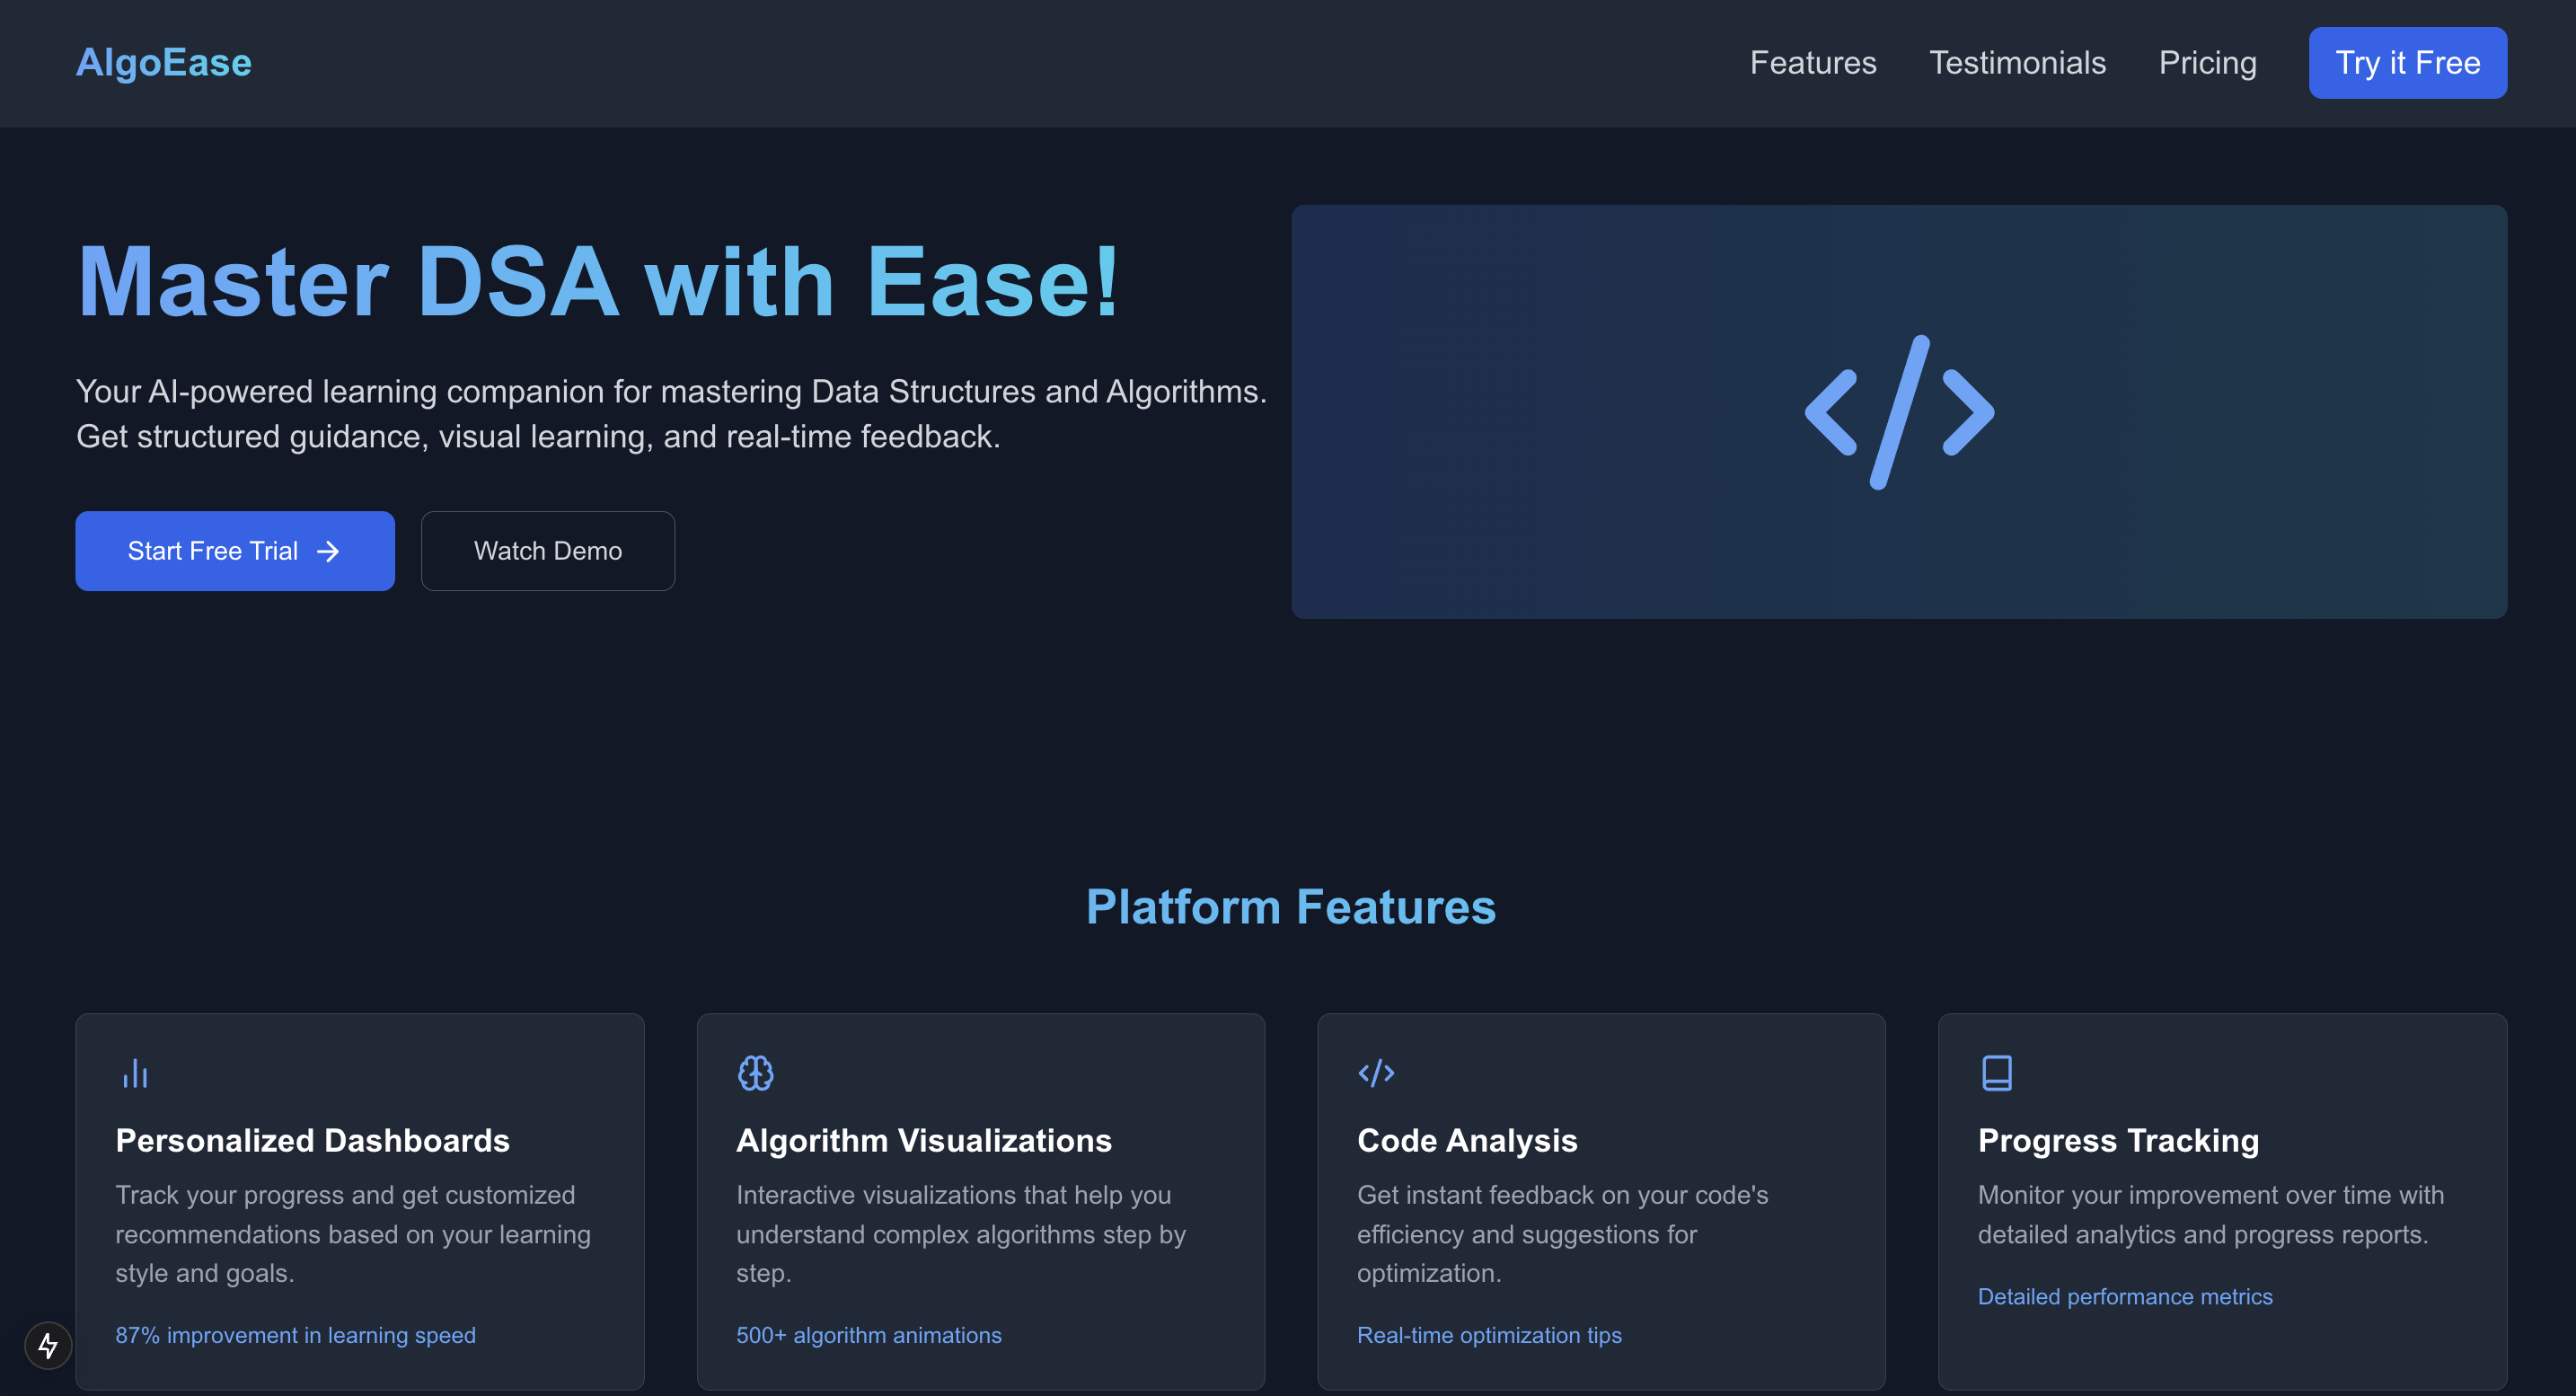 AlgoEase
Features
Testimonials
Pricing
Try it Free
Master DSA with Ease!
Your AI-powered learning companion for mastering Data Structures and Algorithms.
Get structured guidance, visual learning, and real-time feedback.
Start Free Trial
Watch Demo
Platform Features
Personalized Dashboards
Track your progress and get customized
recommendations based on your learning
style and goals.
87% improvement in learning speed
Algorithm Visualizations
Interactive visualizations that help you
understand complex algorithms step by
step.
500+ algorithm animations
Code Analysis
Get instant feedback on your code's
efficiency and suggestions for
optimization.
Real-time optimization tips
Progress Tracking
Monitor your improvement over time with
detailed analytics and progress reports.
Detailed performance metrics